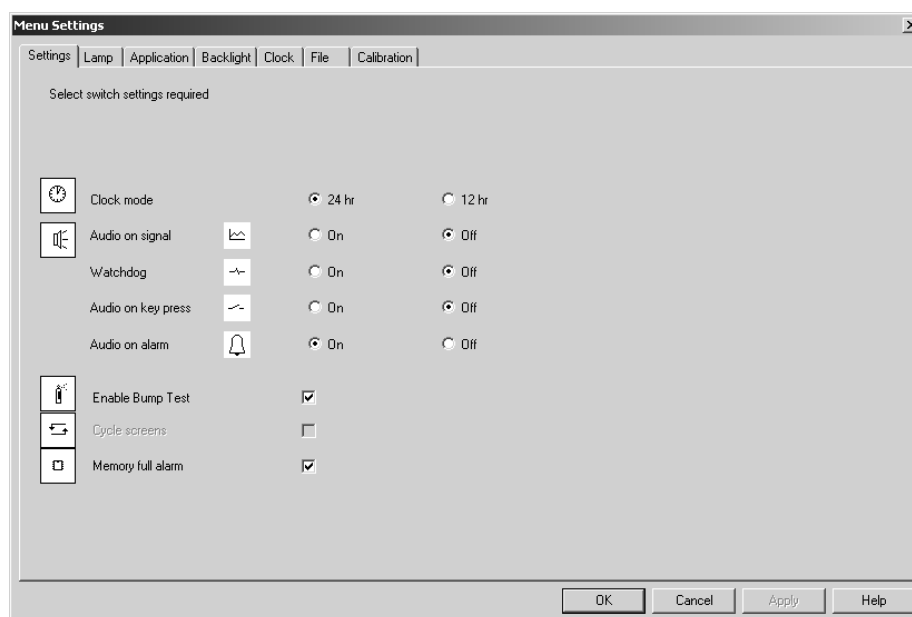 Menu Settings
Settings Lamp Application Backlight Clock File Calibration
Select switch settings required
Clock mode 24 hr 12 hr
Audio on signal On Off
Watchdog On Off
Audio on key press On Off
Audio on alarm On Off
Enable Bump Test
Cycle screens
Memory full alarm
OK Cancel Apply Help